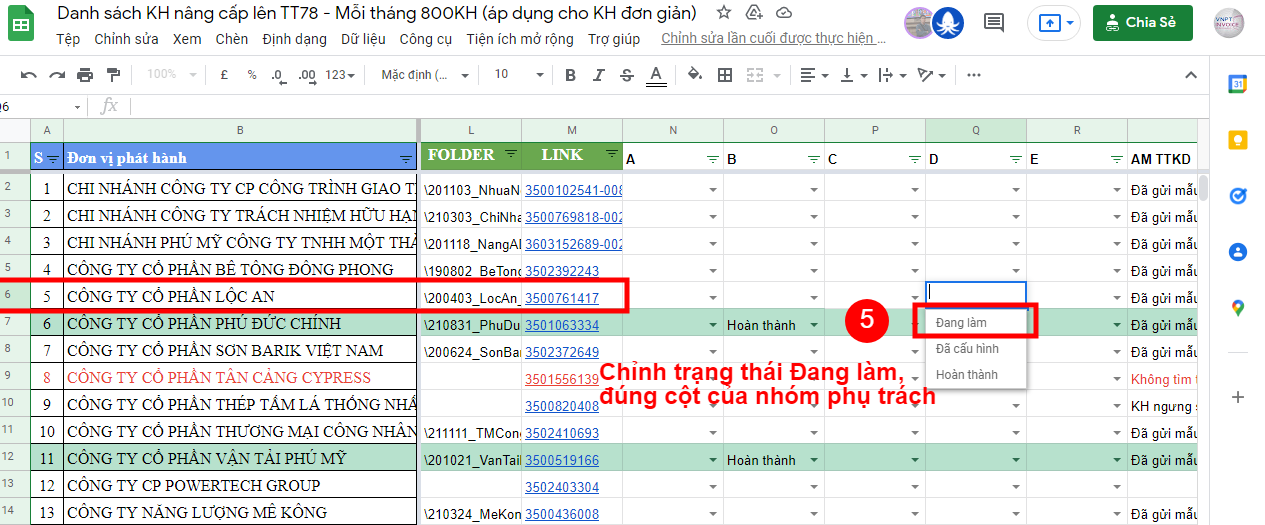 Danh sách KH nâng cấp lên TT78 - Mỗi tháng 800KH (áp dụng cho KH đơn giản)
Tệp Chỉnh sửa Xem Chèn Định dạng Dữ liệu Công cụ Tiện ích mở rộng Trợ giúp Chỉnh sửa lần cuối được thực hiện ...
Chia Sẻ
VNPT INVOICE
100% £ % .0 .00 123 Mặc định (... 10 B I S A
Q6 fx
31
A B L M N O P Q R
1 S Đơn vị phát hành FOLDER LINK A B C D E AM TTKD
2 1 CHI NHÁNH CÔNG TY CP CÔNG TRÌNH GIAO T \201103_NhuaN 3500102541-008 Đã gửi mẫu
3 2 CHI NHÁNH CÔNG TY TRÁCH NHIỆM HỮU HẠN \210303_ChiNha 3500769818-002 Đã gửi mẫu
4 3 CHI NHÁNH PHÚ MỸ CÔNG TY TNHH MỘT THÀ \201118_NangAD 3603152689-002 Đã gửi mẫu
5 4 CÔNG TY CỔ PHẦN BÊ TÔNG ĐÔNG PHONG \190802_BeTong 3502392243 Đã gửi mẫu
6 5 CÔNG TY CỔ PHẦN LỘC AN \200403_LocAn_ 3500761417 Đã gửi mẫu
7 6 CÔNG TY CỔ PHẦN PHÚ ĐỨC CHÍNH \210831_PhuDu 3501063334 Hoàn thành 5 Đang làm Đã gửi mẫu
8 7 CÔNG TY CỔ PHẦN SƠN BARIK VIỆT NAM \200624_SonBar 3502372649 Đã cấu hình Đã gửi mẫu
9 8 CÔNG TY CỔ PHẦN TÂN CẢNG CYPRESS 3501556139 Chỉnh trạng thái Đang làm, Hoàn thành Không tìm t
10 9 CÔNG TY CỔ PHẦN THÉP TẤM LÁ THỐNG NHẤ 3500820408 đúng cột của nhóm phụ trách KH ngưng s
11 10 CÔNG TY CỔ PHẦN THƯƠNG MẠI CÔNG NHÂN \211111_TMCong 3502410693 Đã gửi mẫu
12 11 CÔNG TY CỔ PHẦN VẬN TẢI PHÚ MỸ \201021_VanTail 3500519166 Hoàn thành Đã gửi mẫu
13 12 CÔNG TY CP POWERTECH GROUP 3502403304
14 13 CÔNG TY NĂNG LƯỢNG MÊ KÔNG \210324_MeKon 3500436008 Đã gửi mẫu